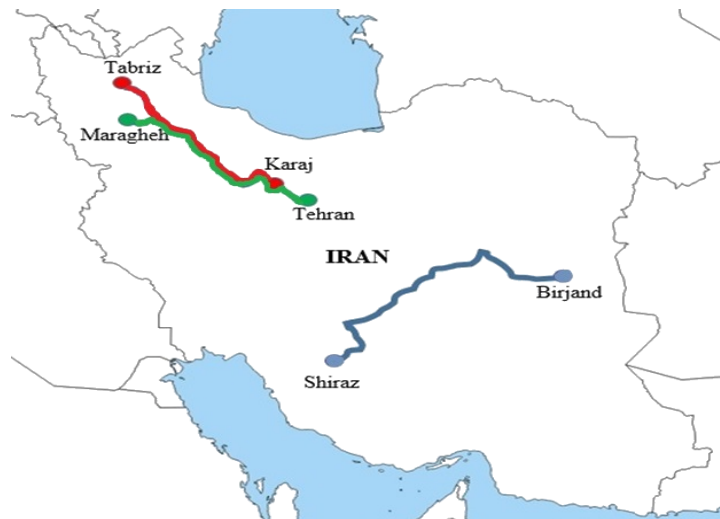 Tabriz
Maragheh
Karaj
Tehran
IRAN
Birjand
Shiraz